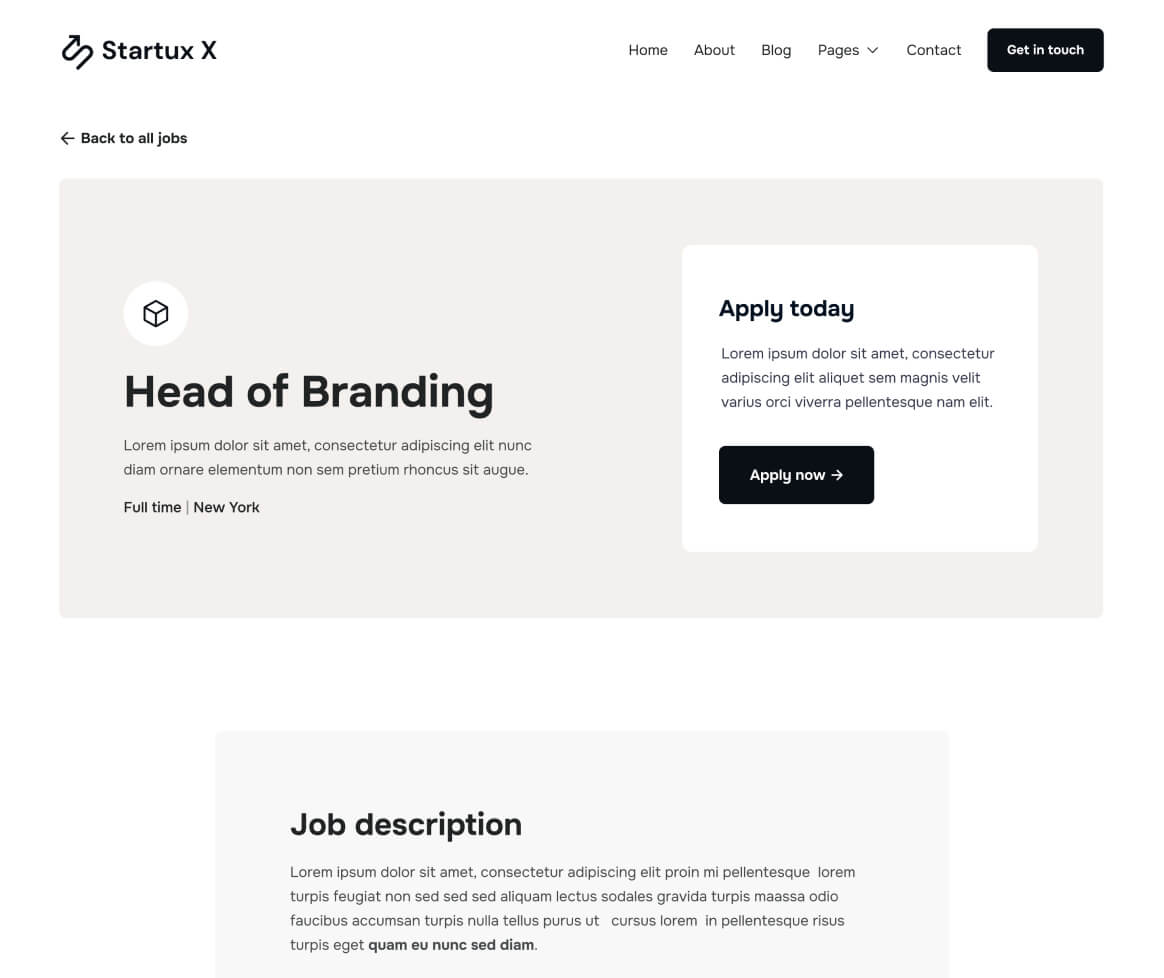 Startux X
Home About Blog Pages Contact Get in touch
Back to all jobs
Head of Branding
Lorem ipsum dolor sit amet, consectetur adipiscing elit nunc
diam ornare elementum non sem pretium rhoncus sit augue.
Full time | New York
Apply today
Lorem ipsum dolor sit amet, consectetur
adipiscing elit aliquet sem magnis velit
varius orci viverra pellentesque nam elit.
Apply now →
Job description
Lorem ipsum dolor sit amet, consectetur adipiscing elit proin mi pellentesque lorem
turpis feugiat non sed sed sed aliquam lectus sodales gravida turpis maassa odio
faucibus accumsan turpis nulla tellus purus ut cursus lorem in pellentesque risus
turpis eget quam eu nunc sed diam.